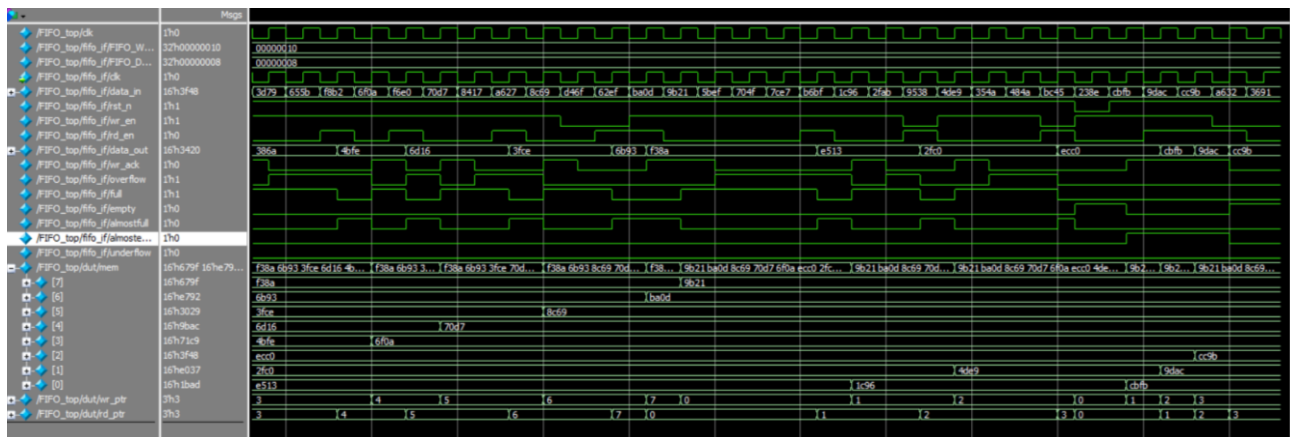 Msgs
/FIFO_top/clk 1'h0
/FIFO_top/fifo_if/FIFO_W... 32'h00000010 00000010
/FIFO_top/fifo_if/FIFO_D... 32'h00000008 00000008
/FIFO_top/fifo_if/clk 1'h0
/FIFO_top/fifo_if/data_in 16'h3f48 3d79 655b f8b2 6f0a f6e0 70d7 8417 a627 8c69 d46f 62ef ba0d 9b21 5bef 704f 7ce7 b6bf 1c96 2fab 9538 4de9 354a 484a bc45 238e cbfb 9dac cc9b a632 3691
/FIFO_top/fifo_if/rst_n 1'h1
/FIFO_top/fifo_if/wr_en 1'h1
/FIFO_top/fifo_if/rd_en 1'h0
/FIFO_top/fifo_if/data_out 16'h3420 386a 4bfe 6d16 3fce 6b93 f38a e513 2fc0 ecc0 cbfb 9dac cc9b
/FIFO_top/fifo_if/wr_ack 1'h0
/FIFO_top/fifo_if/overflow 1'h1
/FIFO_top/fifo_if/full 1'h1
/FIFO_top/fifo_if/empty 1'h0
/FIFO_top/fifo_if/almostfull 1'h0
/FIFO_top/fifo_if/almoste... 1'h0
/FIFO_top/fifo_if/underflow 1'h0
/FIFO_top/dut/mem 16'h679f 16'he79... f38a 6b93 3fce 6d16 4b... f38a 6b93 3... f38a 6b93 3fce 70d... f38a 6b93 8c69 70d... f38... 9b21 ba0d 8c69 70d7 6f0a ecc0 2fc... 9b21 ba0d 8c69 70d... 9b21 ba0d 8c69 70d7 6f0a ecc0 4de... 9b2... 9b2... 9b21 ba0d 8c69...
[7] 16'h679f f38a 9b21
[6] 16'he792 6b93 ba0d
[5] 16'h3029 3fce 8c69
[4] 16'h9bac 6d16 70d7
[3] 16'h71c9 4bfe 6f0a
[2] 16'h3f48 ecc0 cc9b
[1] 16'he037 2fc0 4de9 9dac
[0] 16'h1bad e513 1c96 cbfb
/FIFO_top/dut/wr_ptr 3'h3 3 4 5 6 7 0 1 2 0 1 2 3
/FIFO_top/dut/rd_ptr 3'h3 3 4 5 6 7 0 1 2 3 0 1 2 3